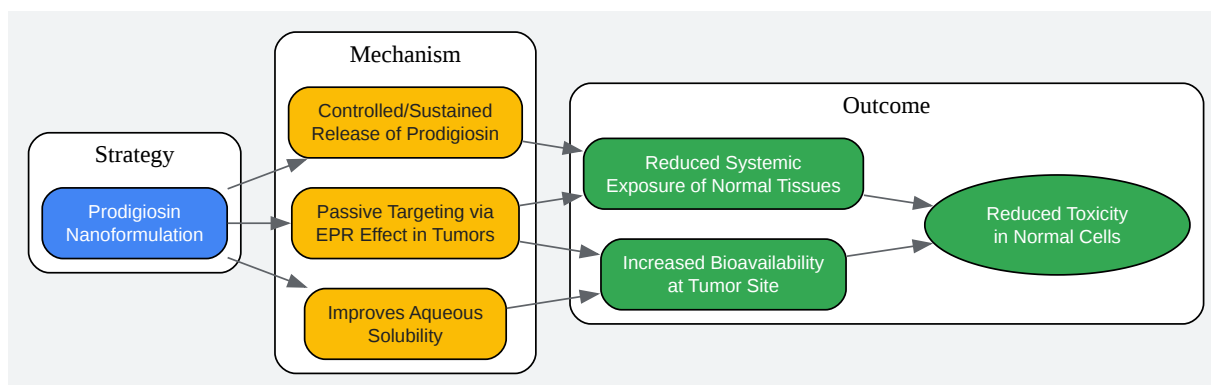 Strategy
Prodigiosin
Nanoformulation
Mechanism
Controlled/Sustained
Release of Prodigiosin
Passive Targeting via
EPR Effect in Tumors
Improves Aqueous
Solubility
Outcome
Reduced Systemic
Exposure of Normal Tissues
Increased Bioavailability
at Tumor Site
Reduced Toxicity
in Normal Cells